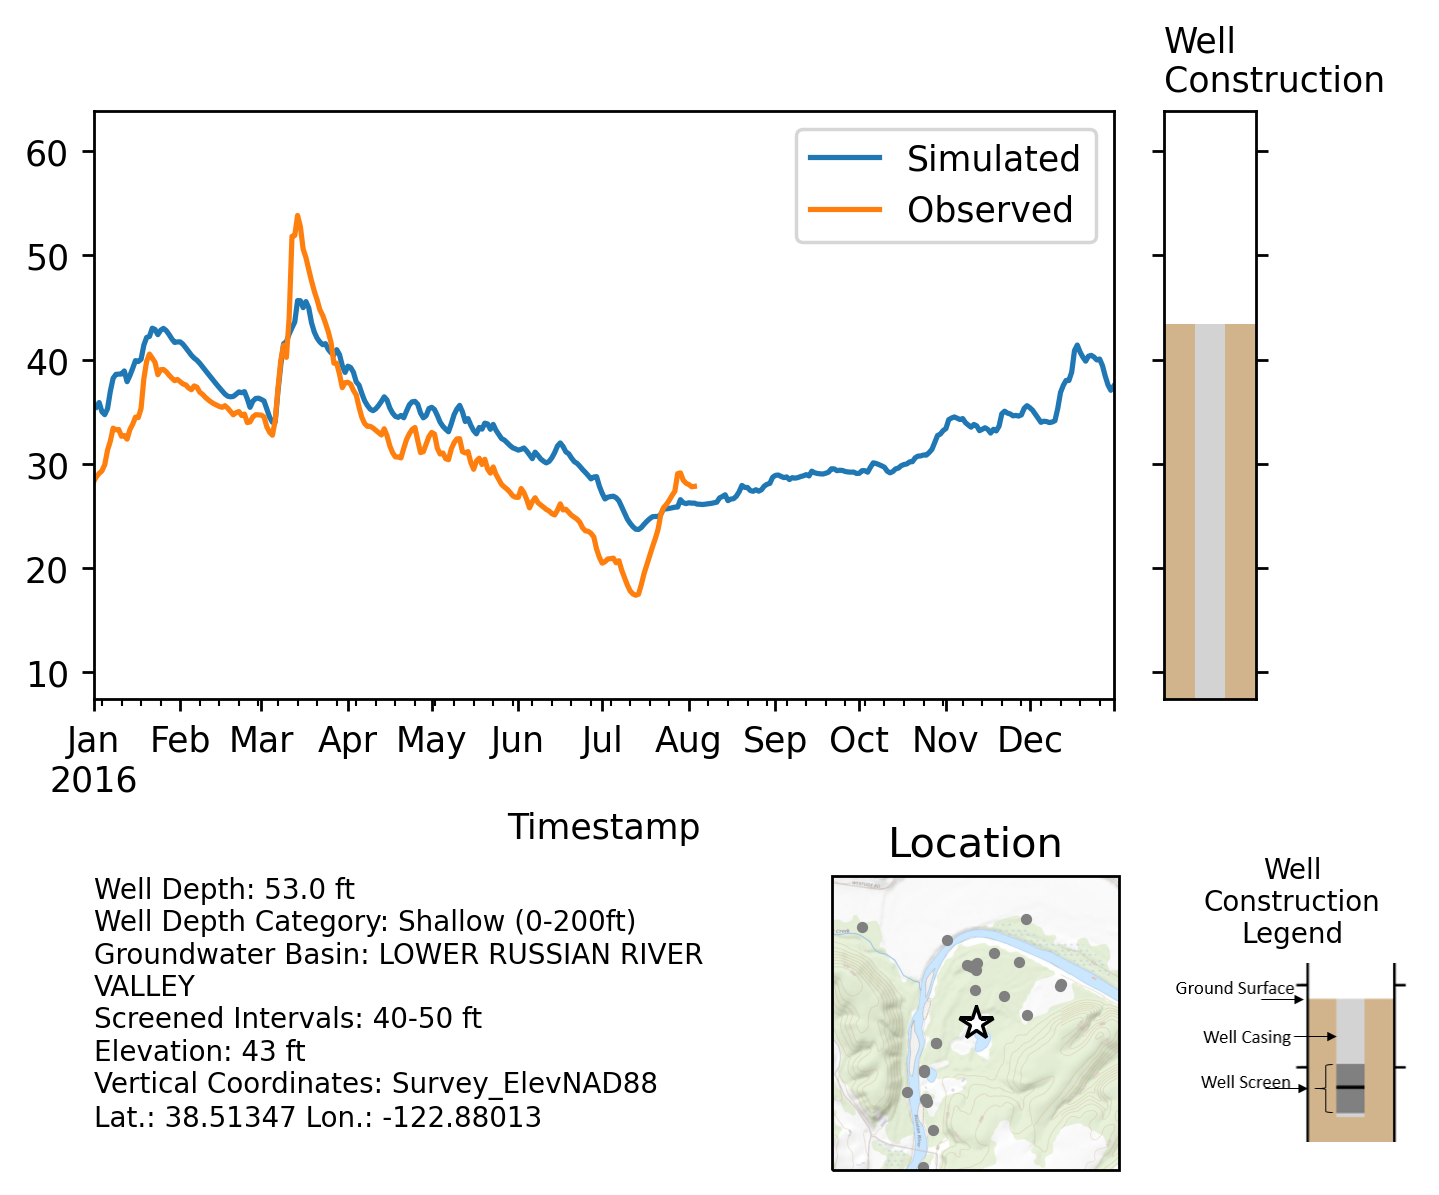 Well
Construction
60
50
40
30
20
10
Simulated
Observed
Jan Feb Mar Apr May Jun Jul Aug Sep Oct Nov Dec
2016
Timestamp
Well Depth: 53.0 ft
Well Depth Category: Shallow (0-200ft)
Groundwater Basin: LOWER RUSSIAN RIVER
VALLEY
Screened Intervals: 40-50 ft
Elevation: 43 ft
Vertical Coordinates: Survey_ElevNAD88
Lat.: 38.51347 Lon.: -122.88013
Location
Well
Construction
Legend
Ground Surface
Well Casing
Well Screen